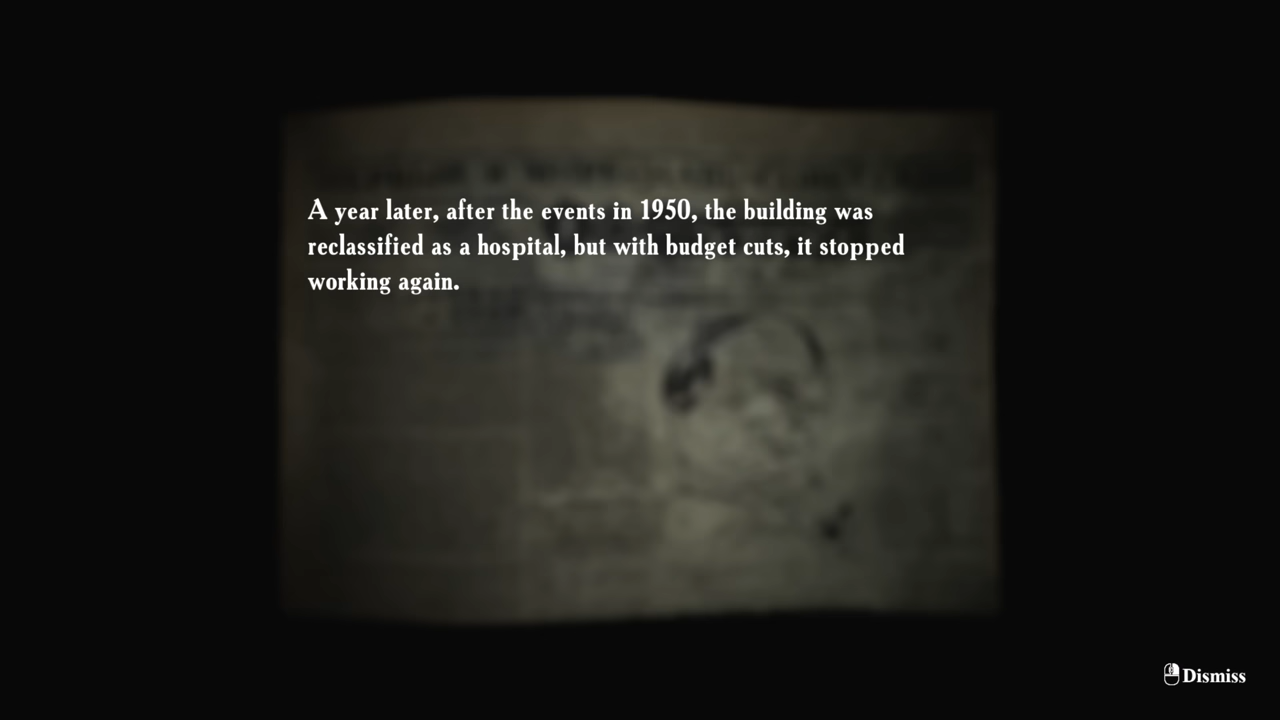 A year later, after the events in 1950, the building was
reclassified as a hospital, but with budget cuts, it stopped
working again.
Dismiss